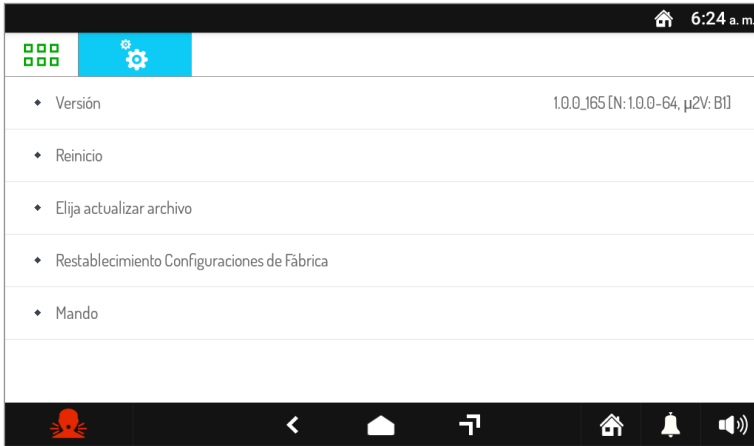 6:24 a. m.
Versión 1.0.0_165 [N: 1.0.0-64, µ2V: B1]
Reinicio
Elija actualizar archivo
Restablecimiento Configuraciones de Fábrica
Mando